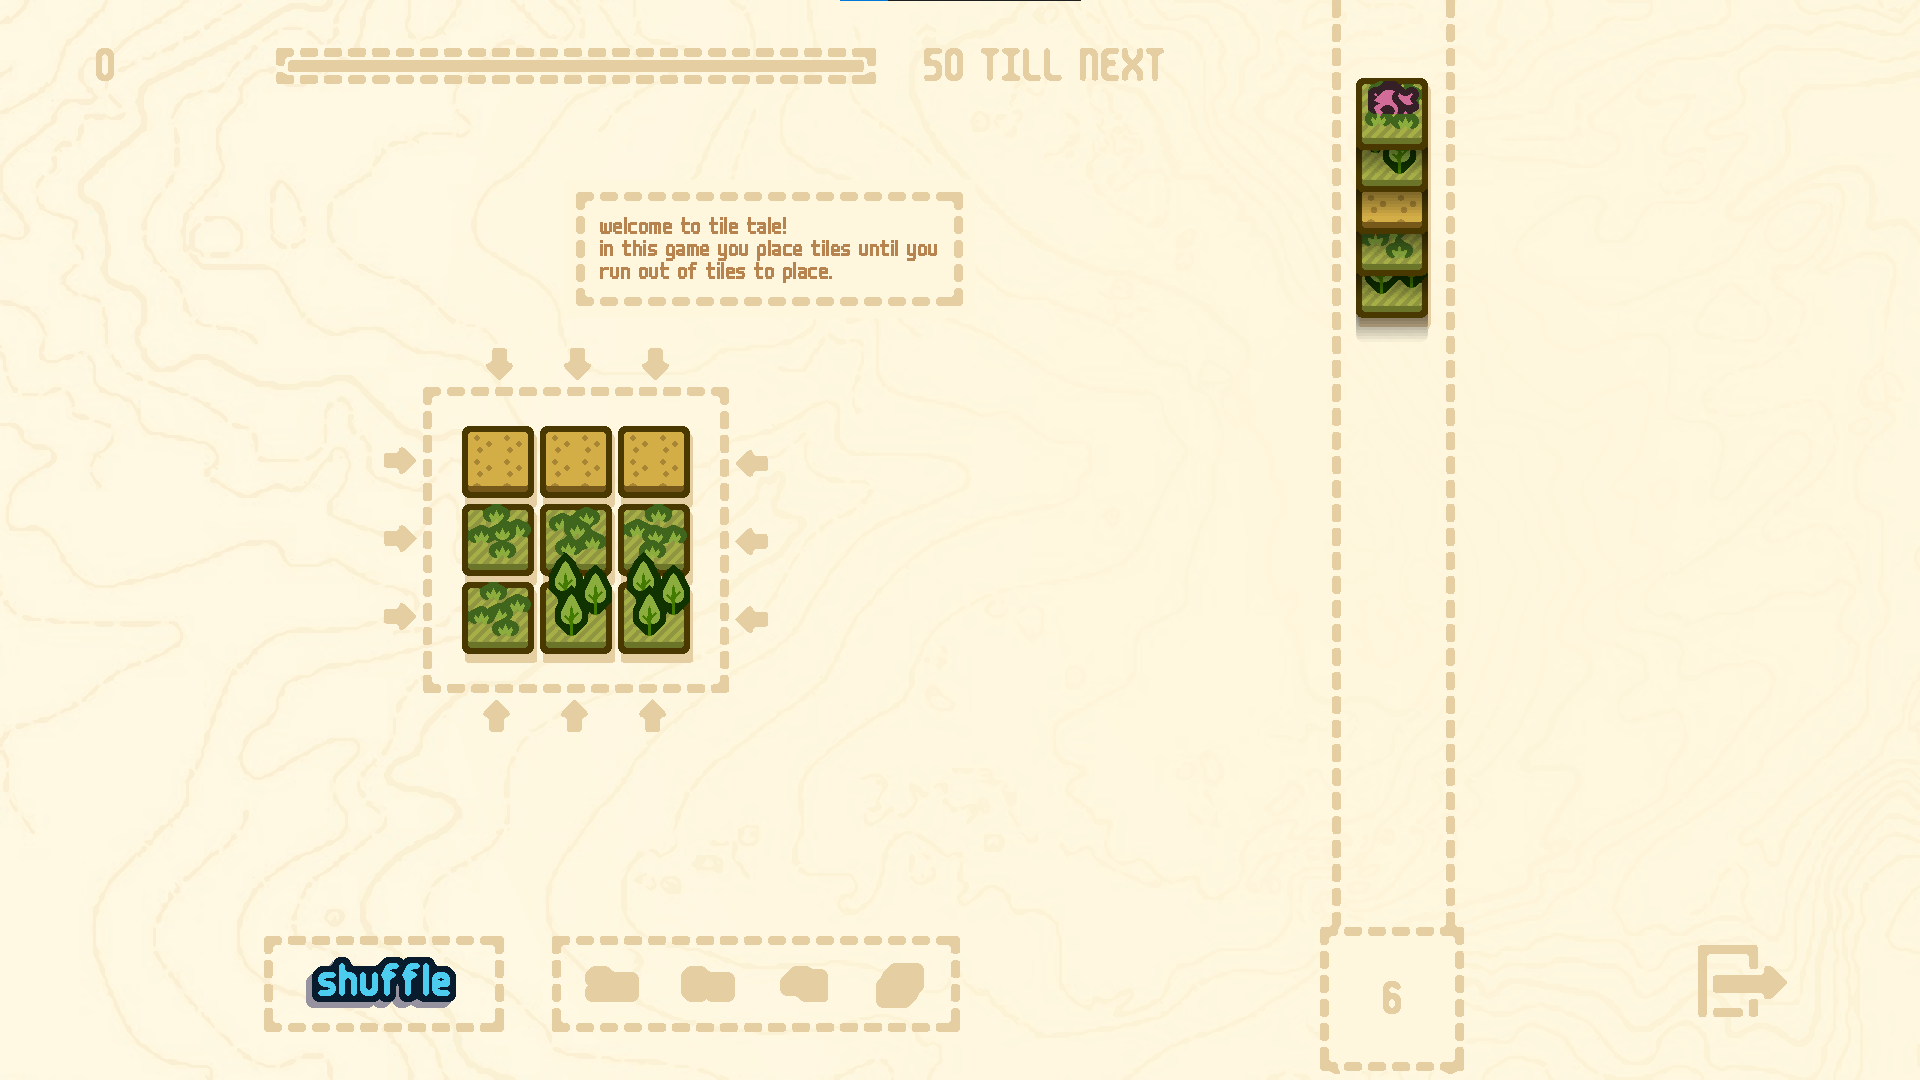 0
50 TILL NEXT
welcome to tile tale!
in this game you place tiles until you
run out of tiles to place.
shuffle
6